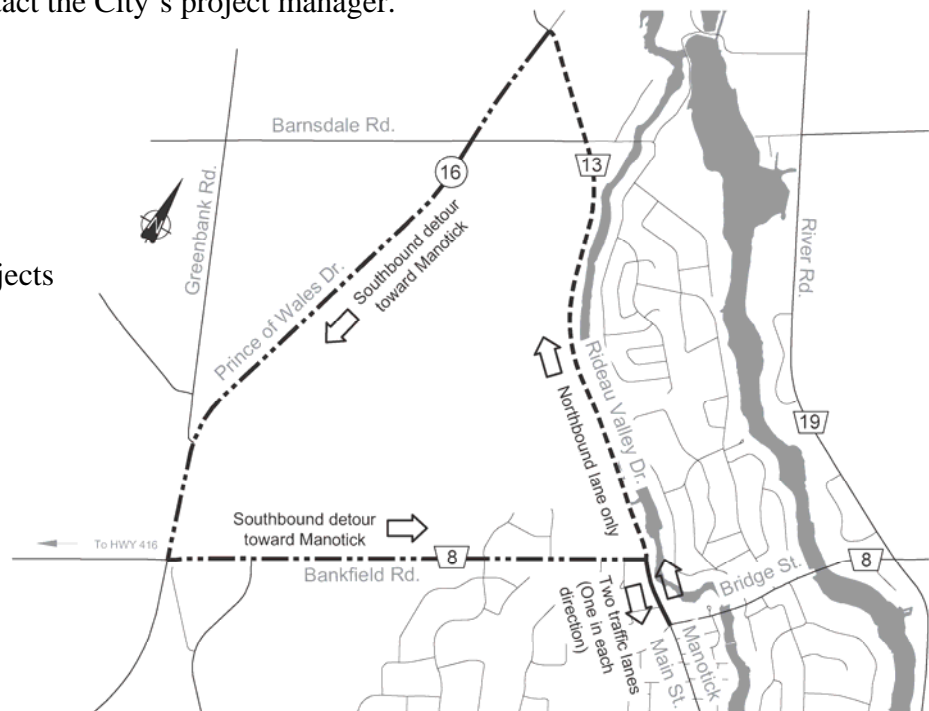 tact the City's project manager.
jects
Barnsdale Rd.
16
13
Greenbank Rd.
N
Southbound detour
toward Manotick
Prince of Wales Dr.
River Rd.
Rideau Valley Dr.
Northbound lane only
19
Southbound detour
toward Manotick
To HWY 416
8
Bankfield Rd.
8
Bridge St.
Two traffic lanes
(One in each
direction)
Manotick
Main St.